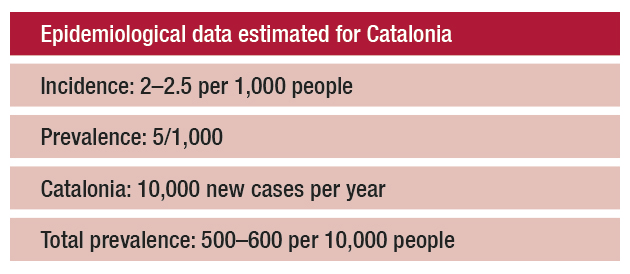 Epidemiological data estimated for Catalonia
Incidence: 2–2.5 per 1,000 people
Prevalence: 5/1,000
Catalonia: 10,000 new cases per year
Total prevalence: 500–600 per 10,000 people